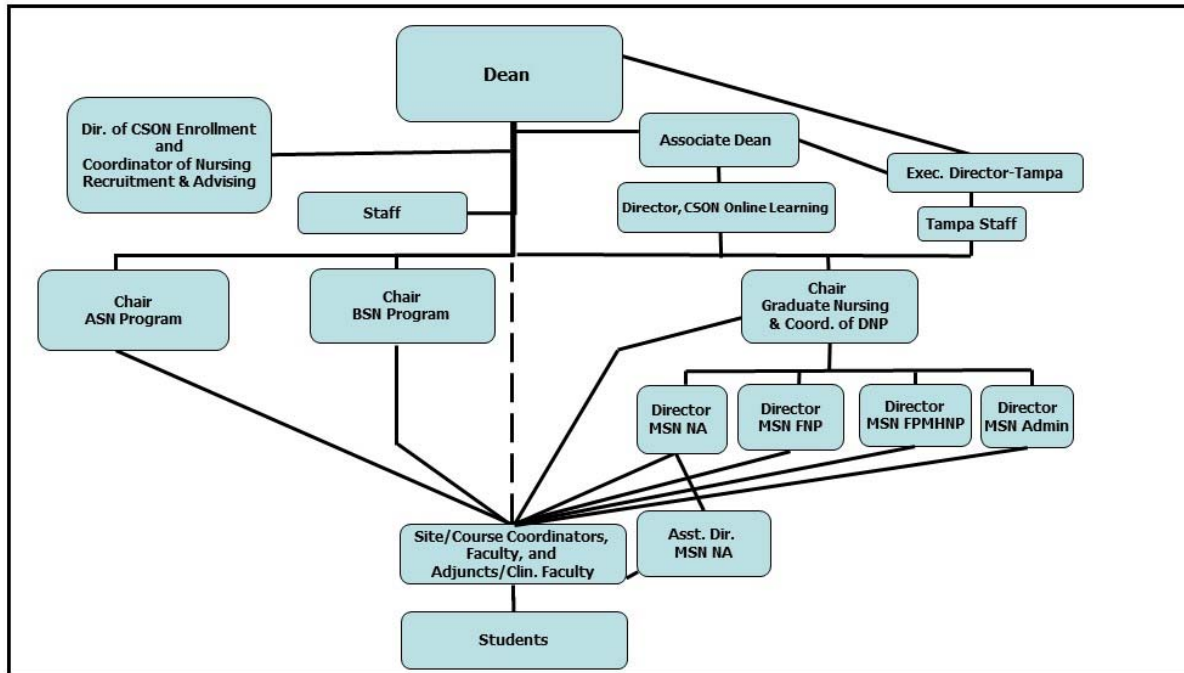 Dean
Dir. of CSON Enrollment
and
Coordinator of Nursing
Recruitment & Advising
Associate Dean
Exec. Director-Tampa
Staff
Director, CSON Online Learning
Tampa Staff
Chair
ASN Program
Chair
BSN Program
Chair
Graduate Nursing
& Coord. of DNP
Director
MSN NA
Director
MSN FNP
Director
MSN FPMHNP
Director
MSN Admin
Site/Course Coordinators,
Faculty, and
Adjuncts/Clin. Faculty
Asst. Dir.
MSN NA
Students